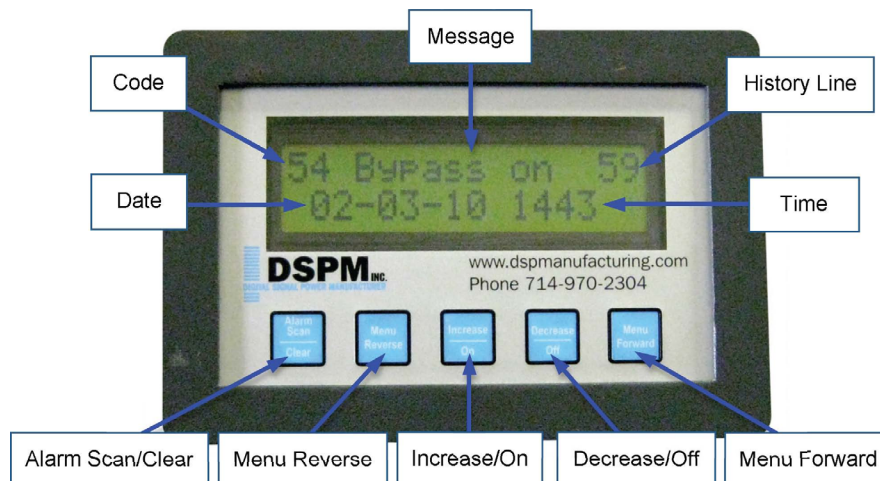 Message
Code
History Line
54 Bypass on 59
Date
02-03-10 1443
Time
DSPM INC.
DIGITAL SIGNAL POWER MANUFACTURER
www.dspmanufacturing.com
Phone 714-970-2304
Alarm
Scan
Clear
Menu
Reverse
Increase
On
Decrease
Off
Menu
Forward
Alarm Scan/Clear
Menu Reverse
Increase/On
Decrease/Off
Menu Forward